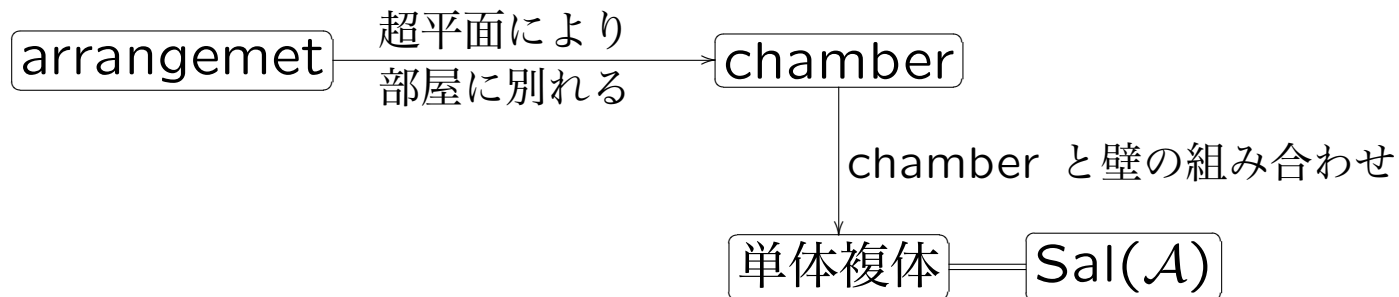 arrangemet
超平面により
部屋に別れる
chamber
chamber と壁の組み合わせ
単体複体
Sal(𝒜)